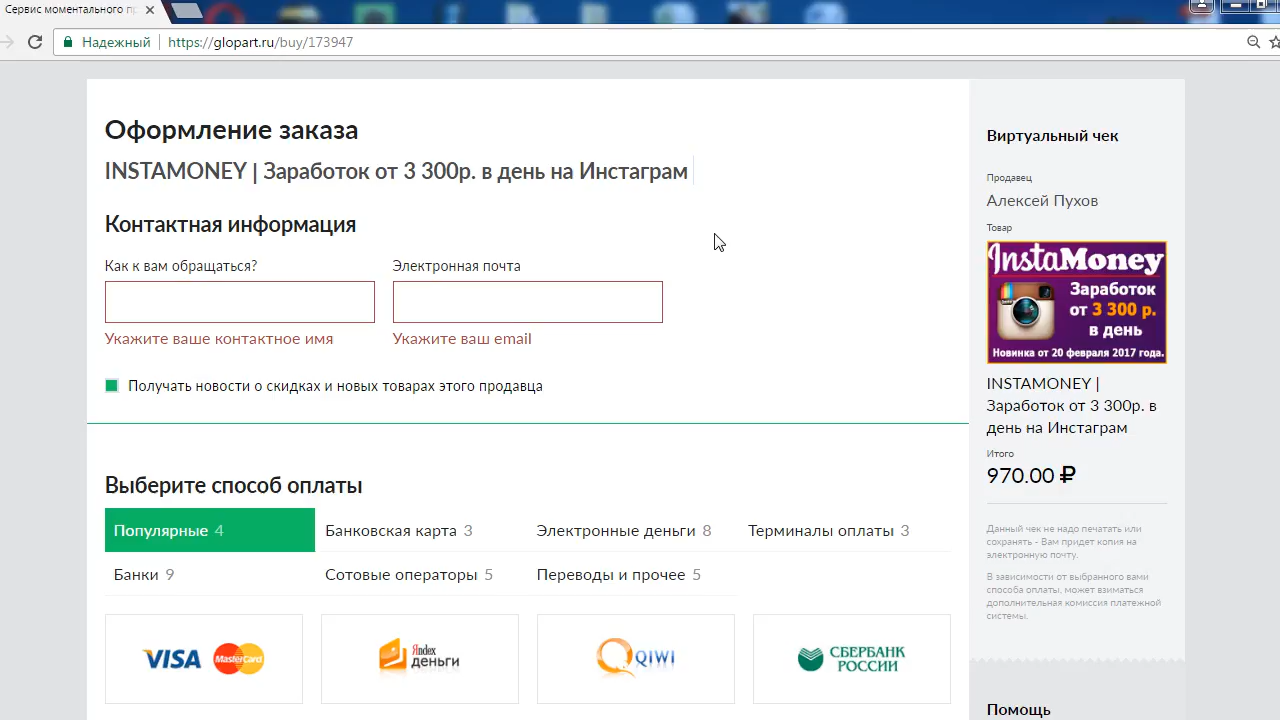 Сервис моментального пр
Надежный
https://glopart.ru/buy/173947
Оформление заказа
INSTAMONEY | Заработок от 3 300р. в день на Инстаграм
Контактная информация
Как к вам обращаться?
Электронная почта
Укажите ваше контактное имя
Укажите ваш email
Получать новости о скидках и новых товарах этого продавца
Выберите способ оплаты
Популярные 4
Банковская карта 3
Электронные деньги 8
Терминалы оплаты 3
Банки 9
Сотовые операторы 5
Переводы и прочее 5
VISA MasterCard
Яndex
деньги
QIWI
СБЕРБАНК
РОССИИ
Виртуальный чек
Продавец
Алексей Пухов
Товар
InstaMoney
Заработок
от 3 300 р.
в день
Новинка от 20 февраля 2017 года.
INSTAMONEY |
Заработок от 3 300р. в
день на Инстаграм
Итого
970.00 ₽
Данный чек не надо печатать или
сохранять - Вам придет копия на
электронную почту.
В зависимости от выбранного вами
способа оплаты, может взиматься
дополнительная комиссия платежной
системы.
Помощь